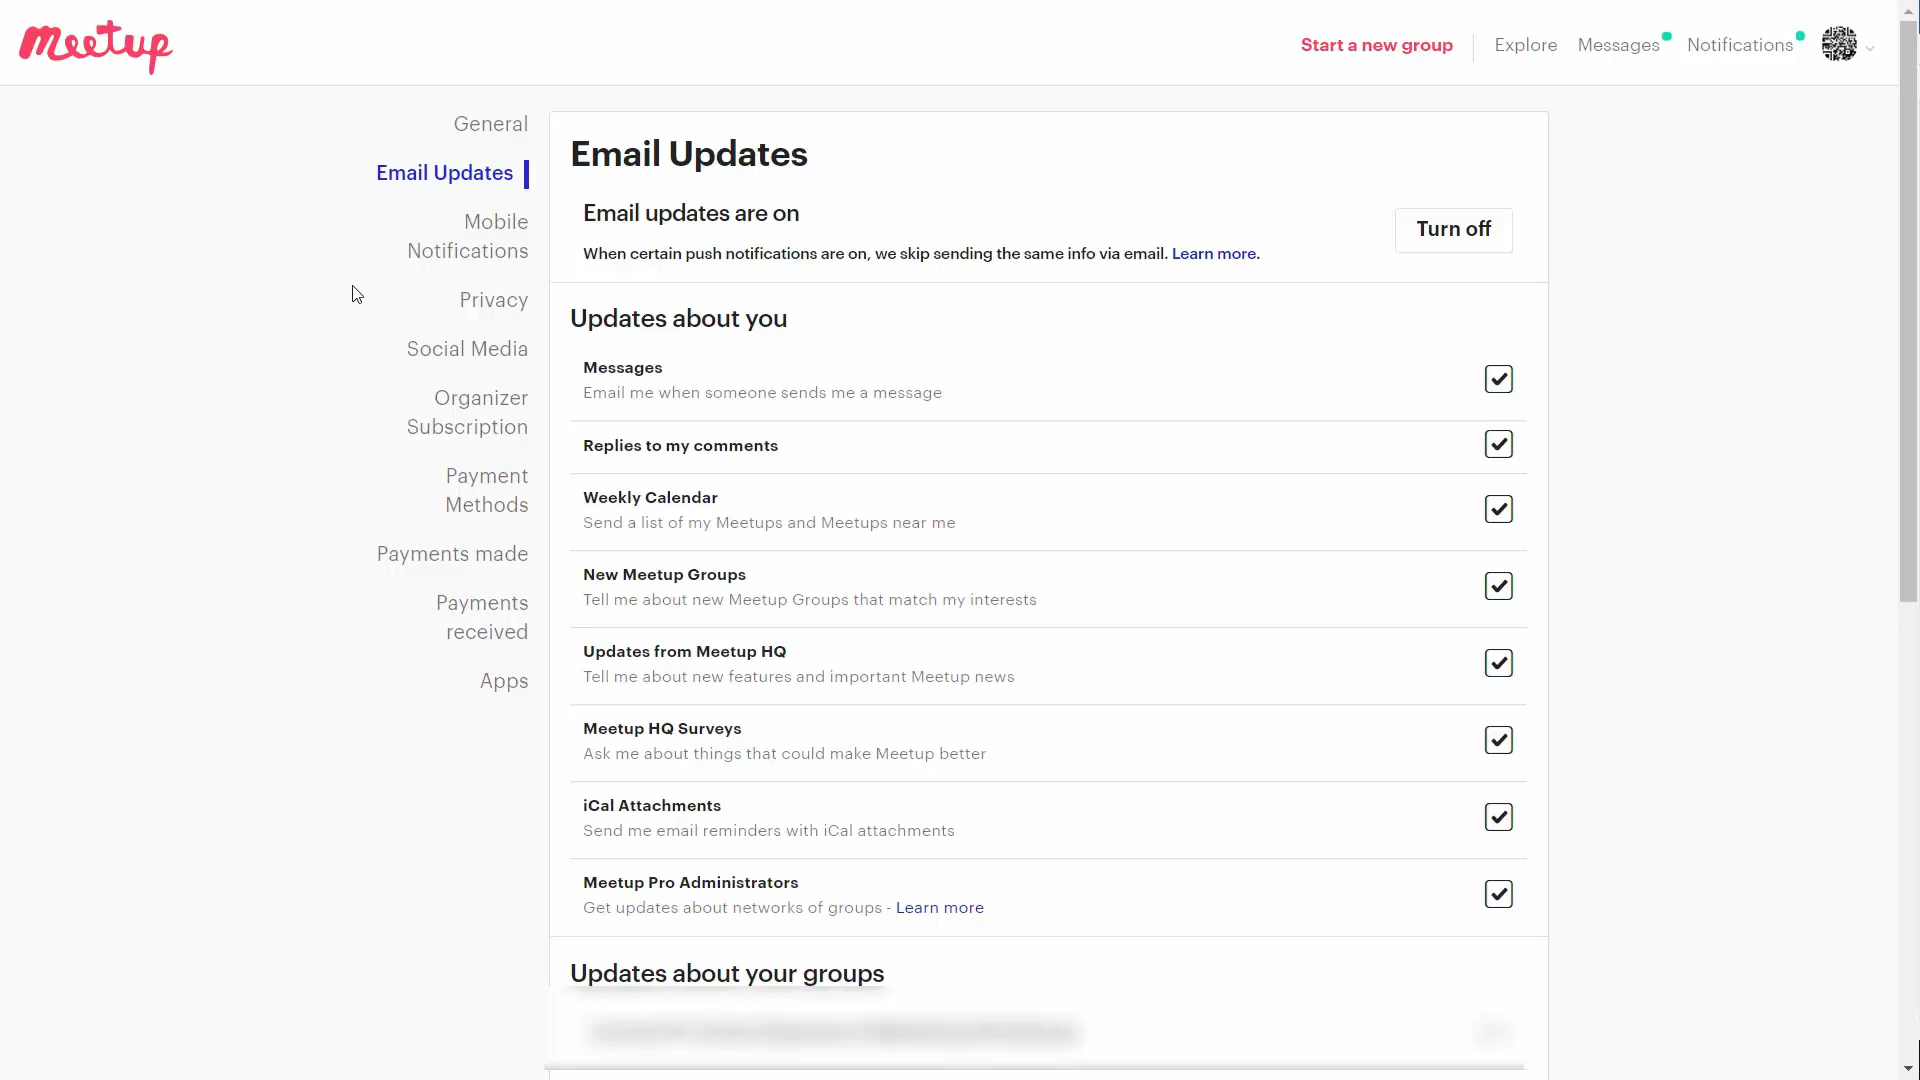 Meetup
Start a new group
Explore
Messages
Notifications
General
Email Updates
Mobile
Notifications
Privacy
Social Media
Organizer
Subscription
Payment
Methods
Payments made
Payments
received
Apps
Email Updates
Email updates are on
When certain push notifications are on, we skip sending the same info via email. Learn more.
Turn off
Updates about you
Messages
Email me when someone sends me a message
Replies to my comments
Weekly Calendar
Send a list of my Meetups and Meetups near me
New Meetup Groups
Tell me about new Meetup Groups that match my interests
Updates from Meetup HQ
Tell me about new features and important Meetup news
Meetup HQ Surveys
Ask me about things that could make Meetup better
iCal Attachments
Send me email reminders with iCal attachments
Meetup Pro Administrators
Get updates about networks of groups - Learn more
Updates about your groups